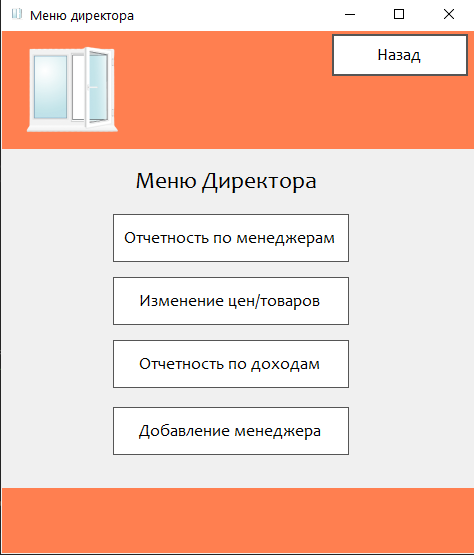 Меню директора
Назад
Меню Директора
Отчетность по менеджерам
Изменение цен/товаров
Отчетность по доходам
Добавление менеджера